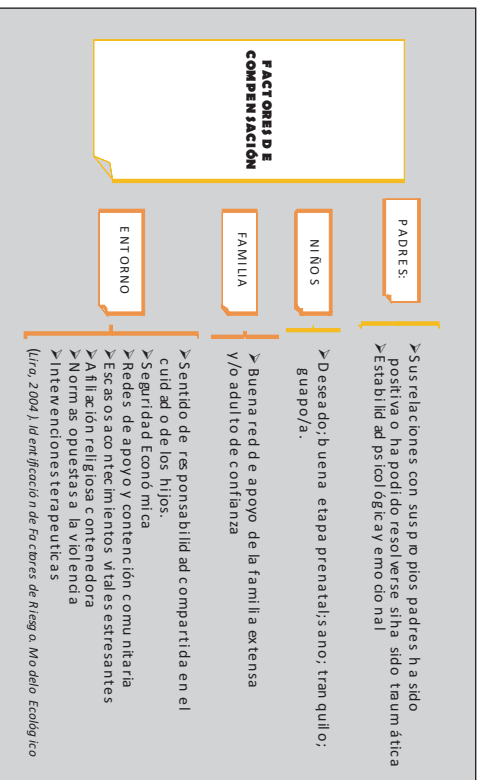 FACTORES DE
COMPENSACIÓN
PADRES:
➢ Sus relaciones con sus propios padres ha sido
positiva o ha podido resolverse si ha sido traumática
➢ Estabilidad psicológica y emocional
NIÑOS
➢ Deseado; buena etapa prenatal; sano; tranquilo;
guapo/a.
FAMILIA
➢ Buena red de apoyo de la familia extensa
y/o adulto de confianza
ENTORNO
➢ Sentido de responsabilidad compartida en el
cuidado de los hijos.
➢ Seguridad Económica
➢ Redes de apoyo y contención comunitaria
➢ Escasos acontecimientos vitales estresantes
➢ Afiliación religiosa contenedora
➢ Normas opuestas a la violencia
➢ Intervenciones terapeuticas
(Lira, 2004). Identificación de Factores de Riesgo. Modelo Ecológico